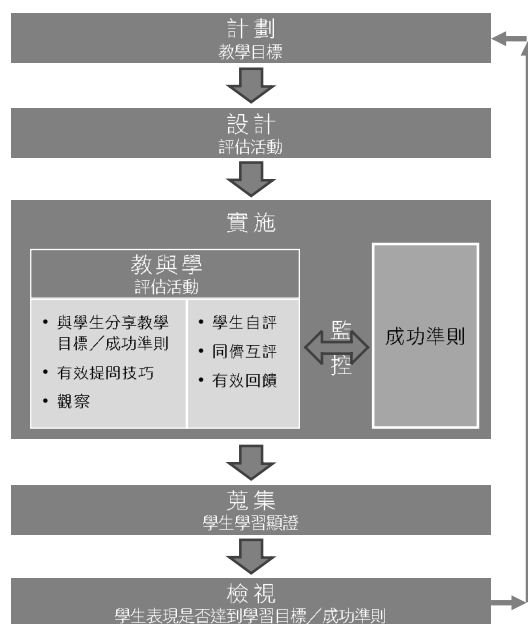 計劃
教學目標
設計
評估活動
實施
教與學
評估活動
• 與學生分享教學
目標／成功準則
• 有效提問技巧
• 觀察
• 學生自評
• 同儕互評
• 有效回饋
監
控
成功準則
蒐集
學生學習顯證
檢視
學生表現是否達到學習目標／成功準則